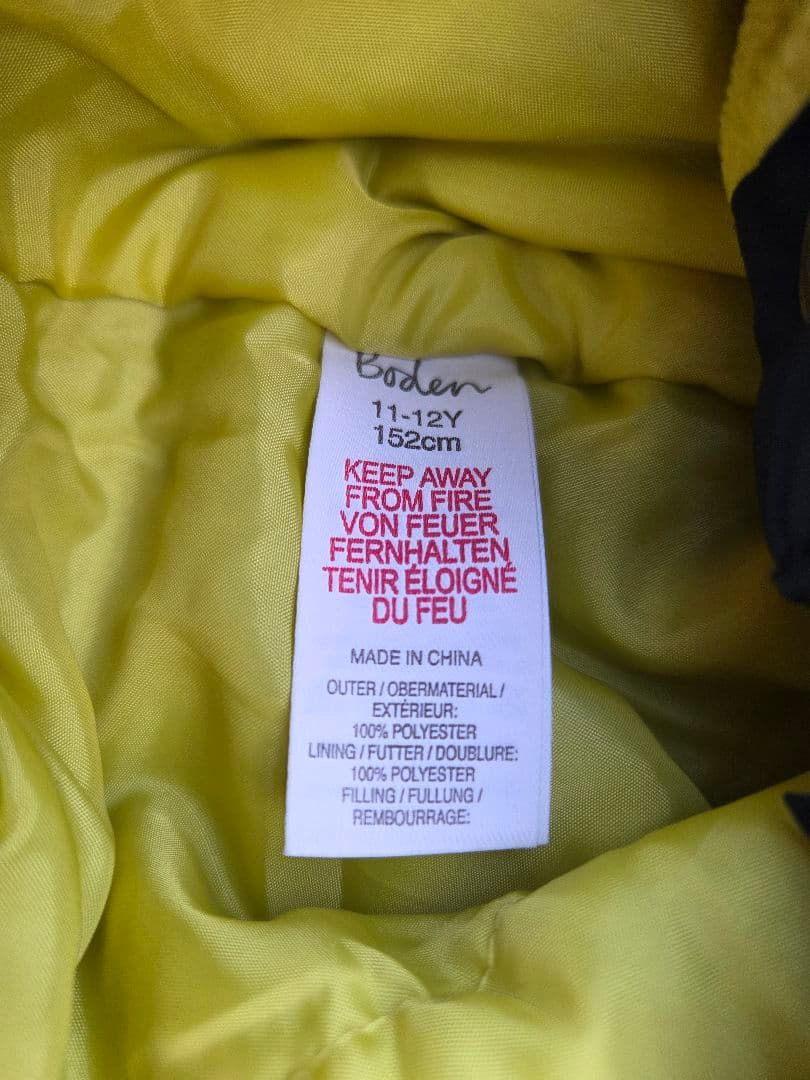 Boden
11-12Y
152cm
KEEP AWAY
FROM FIRE
VON FEUER
FERNHALTEN
TENIR ÉLOIGNÉ
DU FEU
MADE IN CHINA
OUTER / OBERMATERIAL /
EXTÉRIEUR:
100% POLYESTER
LINING / FUTTER / DOUBLURE:
100% POLYESTER
FILLING / FULLUNG /
REMBOURRAGE: